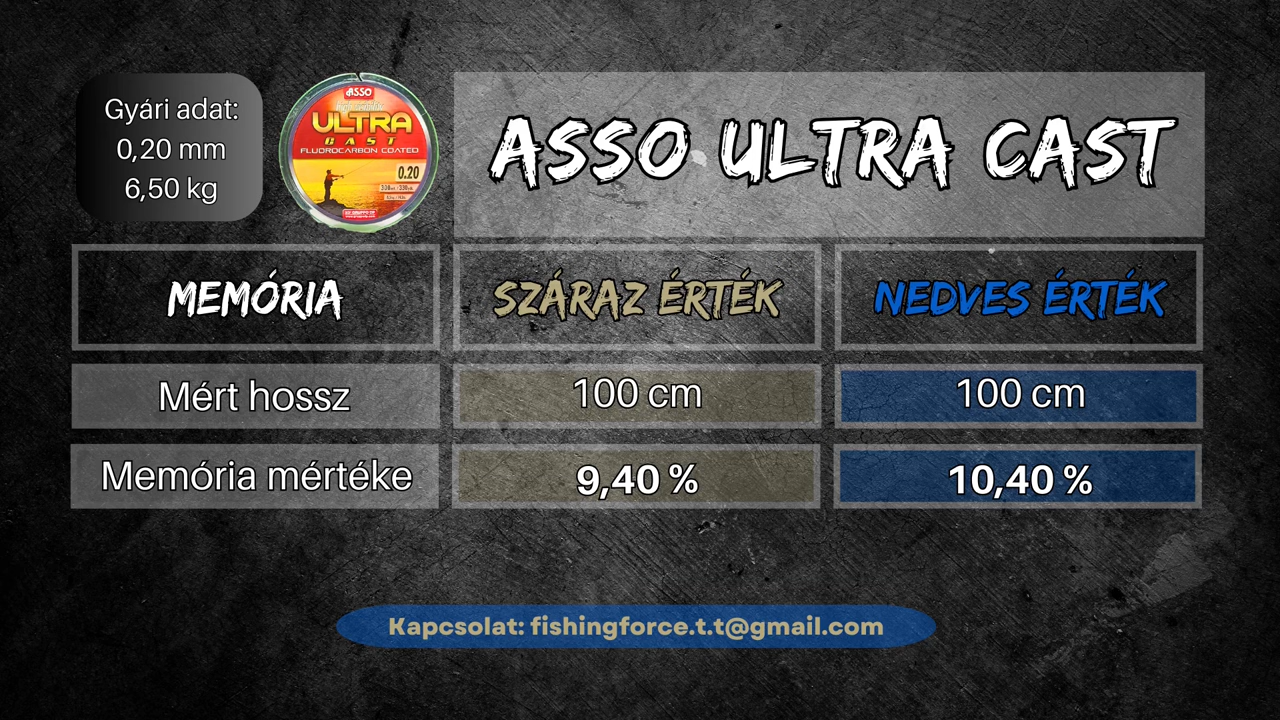 Gyári adat:
0,20 mm
6,50 kg
ASSO
ULTRA
CAST
FLUOROCARBON COATED
0.20
ASSO ULTRA CAST
MEMÓRIA
SZÁRAZ ÉRTÉK
NEDVES ÉRTÉK
Mért hossz
100 cm
100 cm
Memória mértéke
9,40 %
10,40 %
Kapcsolat: fishingforce.t.t@gmail.com